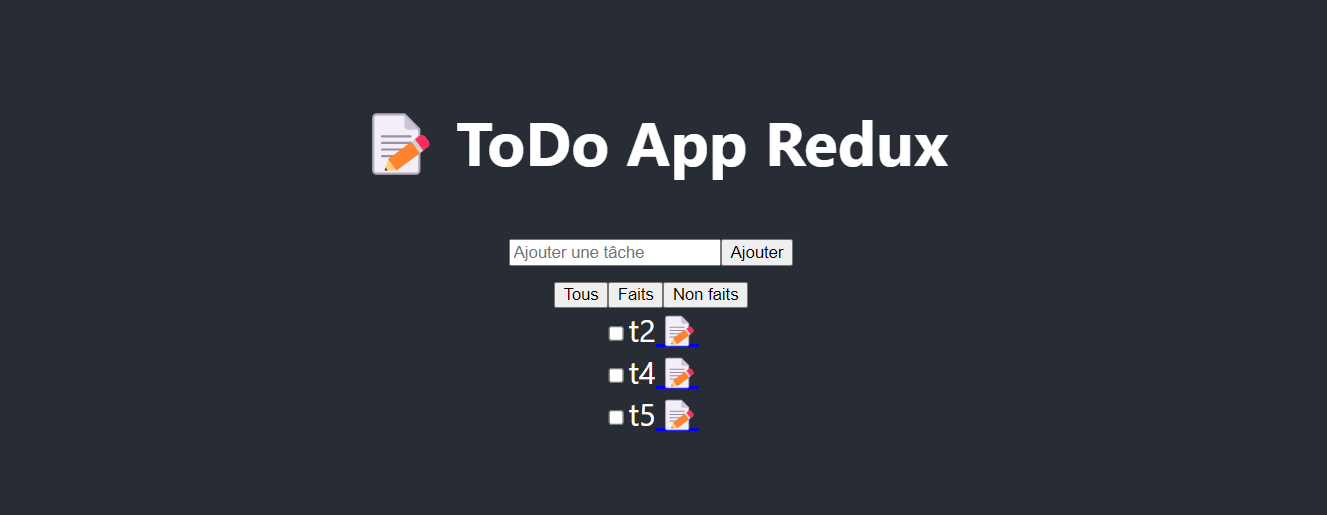 ToDo App Redux
Ajouter une tâche Ajouter
Tous Faits Non faits
t2
t4
t5